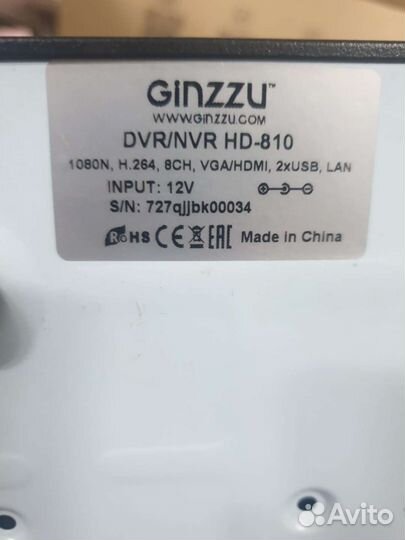 GiNZZU™
WWW.GINZZU.COM
DVR/NVR HD-810
1080N, H.264, 8CH, VGA/HDMI, 2xUSB, LAN
INPUT: 12V
S/N: 727qjjbk00034
RoHS CE EAC Made in China
Avito